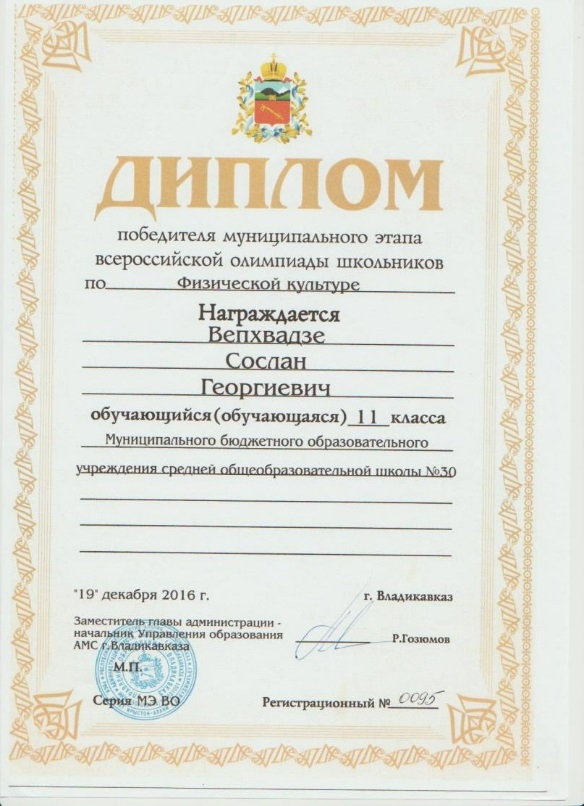 ДИПЛОМ
победителя муниципального этапа
всероссийской олимпиады школьников
по Физической культуре
Награждается
Вепхвадзе
Сослан
Георгиевич
обучающийся(обучающаяся) 11 класса
Муниципального бюджетного образовательного
учреждения средней общеобразовательной школы №30
"19" декабря 2016 г.
г. Владикавказ
Заместитель главы администрации -
начальник Управления образования
АМС г.Владикавказа
Р.Гозюмов
М.П.
Серия МЭ ВО
Регистрационный № 0095